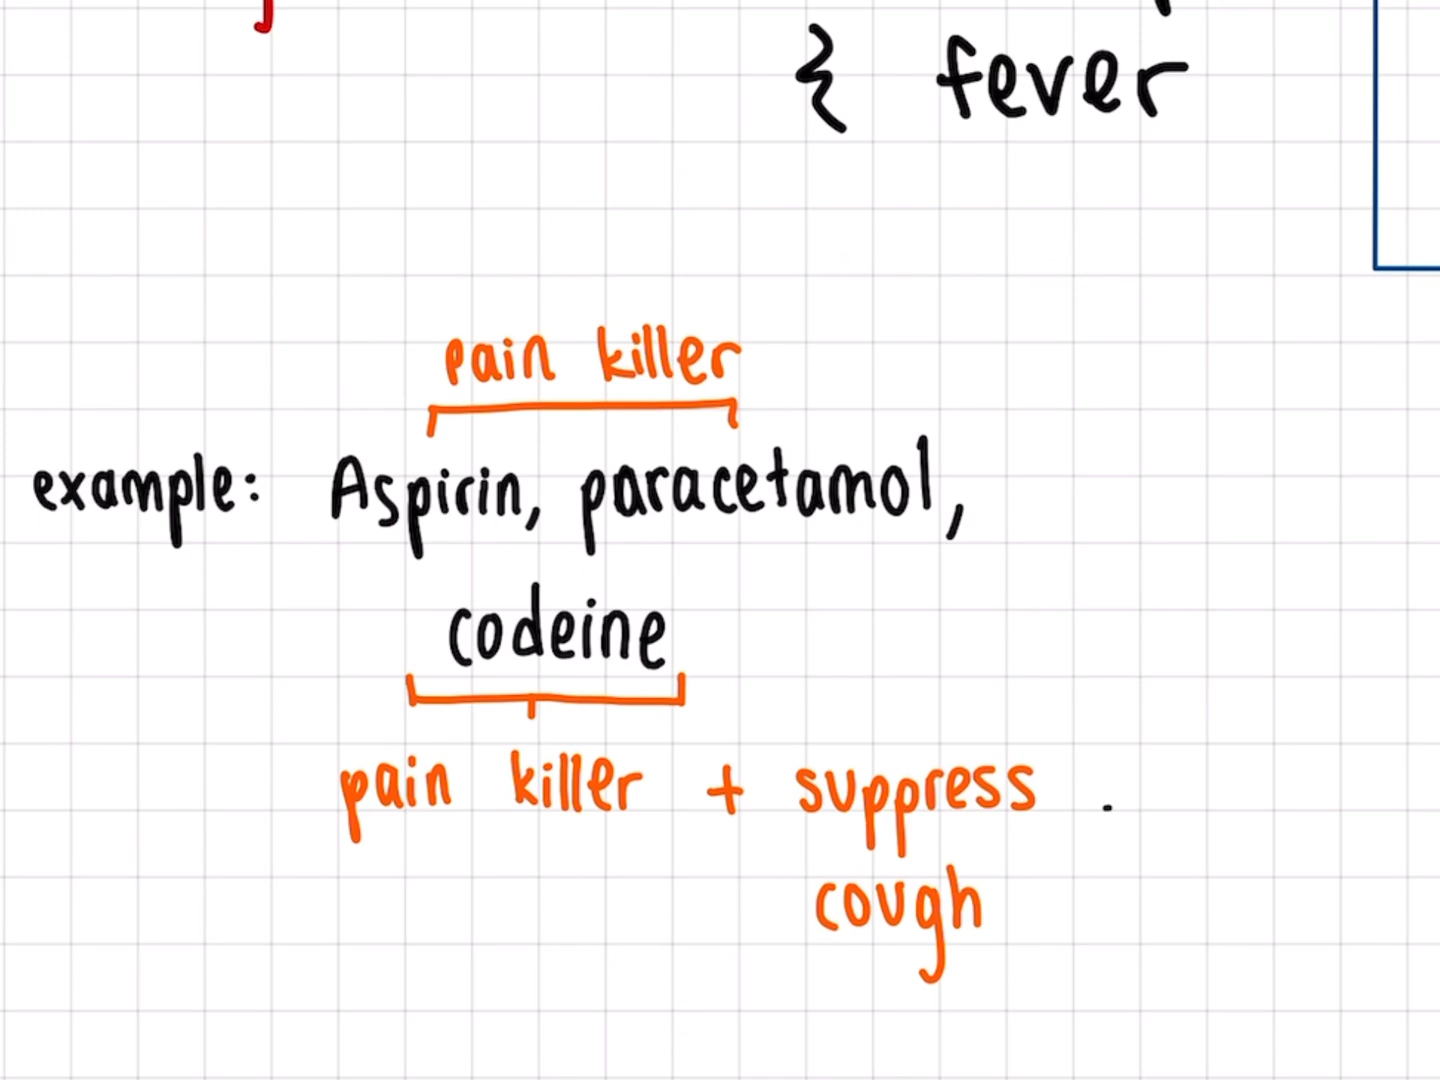 } fever
pain killer
example: Aspirin, paracetamol,
codeine
pain killer + suppress .
cough